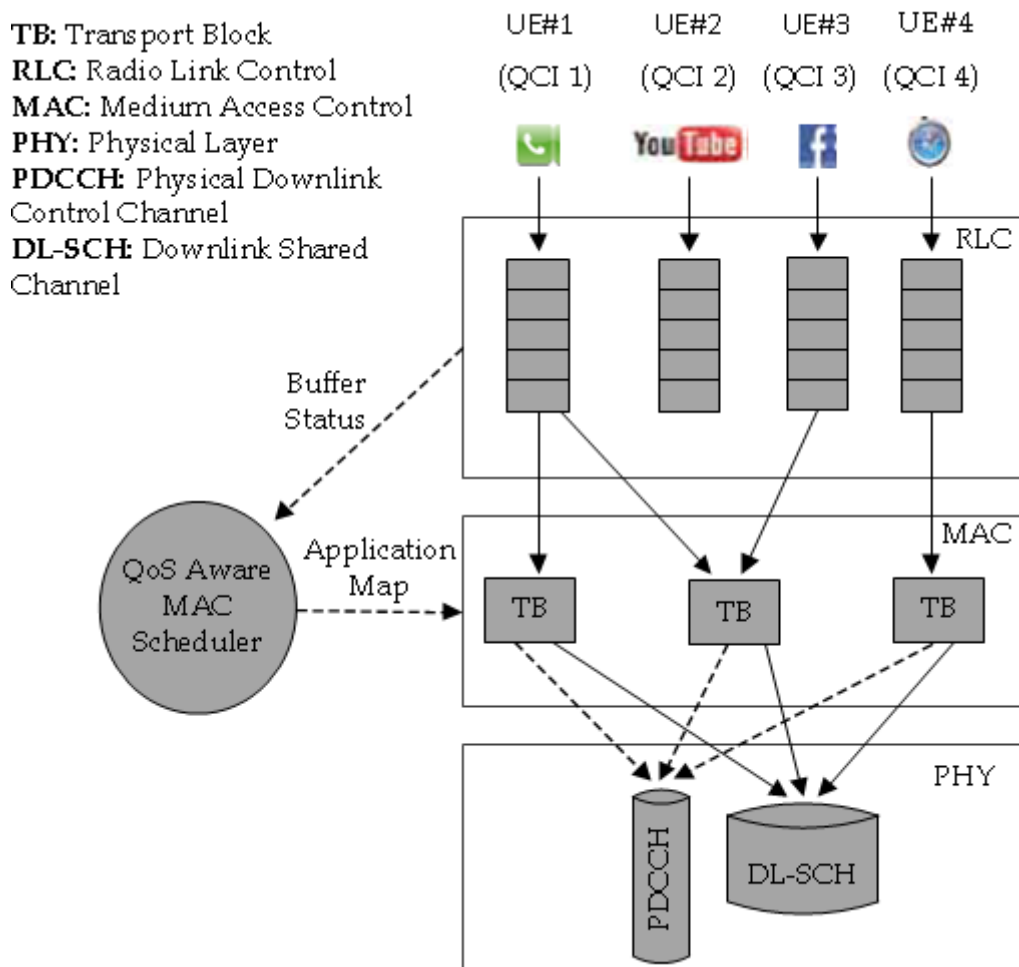 TB: Transport Block
RLC: Radio Link Control
MAC: Medium Access Control
PHY: Physical Layer
PDCCH: Physical Downlink
Control Channel
DL-SCH: Downlink Shared
Channel
UE#1
UE#2
UE#3
UE#4
(QCI 1)
(QCI 2)
(QCI 3)
(QCI 4)
You Tube
f
RLC
Buffer
Status
QoS Aware
MAC
Scheduler
Application
Map
MAC
TB
TB
TB
PHY
PDCCH
DL-SCH